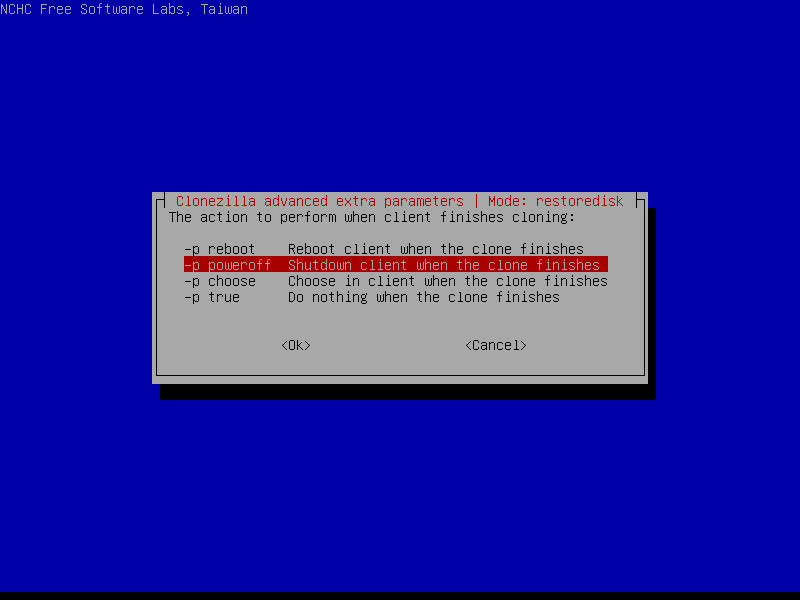 NCHC Free Software Labs, Taiwan
Clonezilla advanced extra parameters | Mode: restoredisk
The action to perform when client finishes cloning:
-p reboot    Reboot client when the clone finishes
-p poweroff  Shutdown client when the clone finishes
-p choose    Choose in client when the clone finishes
-p true      Do nothing when the clone finishes
<Ok>                   <Cancel>